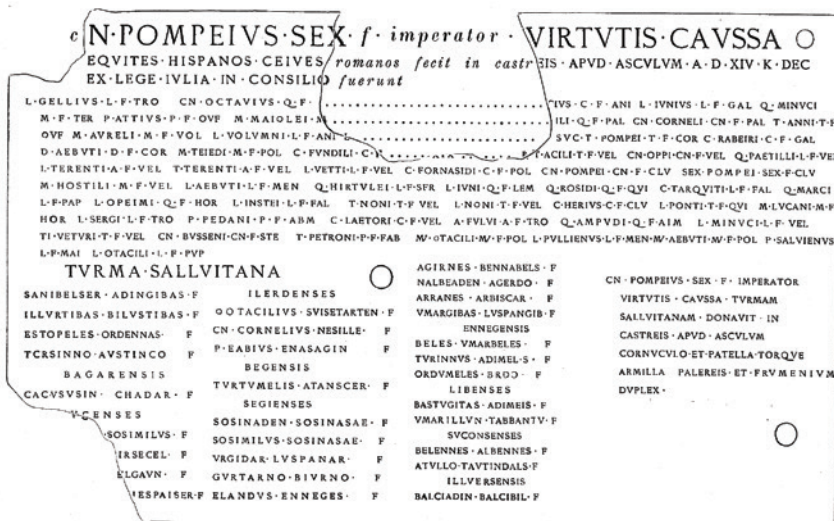 c N·POMPEIVS·SEX·f·imperator·VIRTVTIS·CAVSSA
EQVITES·HISPANOS·CEIVES romanos fecit in castrEIS·APVD·ASCVLVM·A·D·XIV·K·DEC
EX·LEGE·IVLIA·IN·CONSILIO fuerunt
L·GELLIVS·L·F·TRO CN·OCTAVIVS·Q·F· .............................. CIVS·C·F·ANI L·IVNIVS·L·F·GAL Q·MINVCI
M·F·TER P·ATTIVS·P·F·OVF M·MAIOLEI·M .............................. ILI·Q·F·PAL CN·CORNELI·CN·F·PAL T·ANNI·T·F
OVF M·AVRELI·M·F·VOL L·VOLVMNI·L·F·ANI L .............................. SVC·T·POMPEI·T·F·COR C·RABEIRI·C·F·GAL
D·AEBVTI·D·F·COR M·TEIEDI·M·F·POL C·FVNDILI·C·F ............ T·ACILI·T·F·VEL CN·OPPI·CN·F·VEL Q·PAETILLI·L·F·VEL
L·TERENTI·A·F·VEL T·TERENTI·A·F·VEL L·VETTI·L·F·VEL C·FORNASIDI·C·F·POL CN·POMPEI·CN·F·CLV SEX·POMPEI·SEX·F·CLV
M·HOSTILI·M·F·VEL L·AEBVTI·L·F·MEN Q·HIRTVLEI·L·F·SFR L·IVNI·Q·F·LEM Q·ROSIDI·Q·F·QVI C·TARQVITI·L·F·FAL Q·MARCI
L·F·PAP L·OPEIMI·Q·F·HOR L·INSTEI·L·F·FAL T·NONI·T·F VEL L·NONI·T·F·VEL C·HERIVS·C·F·CLV L·PONTI·T·F·QVI M·LVCANI·M·F
HOR L·SERGI·L·F·TRO P·PEDANI·P·F·ABM C·LAETORI·C·F·VEL A·FVLVI·A·F·TRO Q·AMPVDI·Q·F·AIM L·MINVCI·L·F·VEL
TI·VETVRI·T·F·VEL CN·BVSSENI·CN·F·STE T·PETRONI·P·F·FAB M'·OTACILI·M'·F·POL L·PVLLIENVS·L·F·MEN·M'·AEBVTI·M'·F·POL P·SALVIENVS
L·F·MAI L·OTACILI·L·F·PVP
TVRMA·SALLVITANA
SANIBELSER·ADINGIBAS·F
ILLVRTIBAS·BILVSTIBAS·F
ESTOPELES·ORDENNAS· F
TCRSINNO·AVSTINCO F
BAGARENSIS
CACVSVSIN· CHADAR· F
VCENSES
SOSIMILVS· F
IRSECEL· F
ELGAVN· F
IESPAISER·F
ILERDENSES
OOTACILIVS·SVISETARTEN·F
CN·CORNELIVS·NESILLE· F
P·EABIVS·ENASAGIN F
BEGENSIS
TVRTVMELIS·ATANSCER· F
SEGIENSES
SOSINADEN·SOSINASAE· F
SOSIMILVS·SOSINASAE· F
VRGIDAR·LVSPANAR· F
GVRTARNO·BIVRNO· F
ELANDVS·ENNEGES· F
AGIRNES·BENNABELS·F
NALBEADEN·AGERDO· F
ARRANES·ARBISCAR· F
VMARGIBAS·LVSPANGIB·F
ENNEGENSIS
BELES·VMARBELES· F
TVRINNVS·ADIMEL·S· F
ORDVMELES· F
LIBENSES
BASTVGITAS·ADIMEIS·F
VMARILLVN·TABBANTV·F
SVCONSENSES
BELENNES·ALBENNES·F
ATVLLO·TAVTINDALS·F
ILLVERSENSIS
BALCIADIN·BALCIBIL·F
CN·POMPEIVS·SEX·F·IMPERATOR
VIRTVTIS·CAVSSA·TVRMAM
SALLVITANAM·DONAVIT·IN
CASTREIS·APVD·ASCVLVM
CORNVCVLO·ET·PATELLA·TORQVE
ARMILLA PALEREIS·ET·FRVMENIVM
DVPLEX·